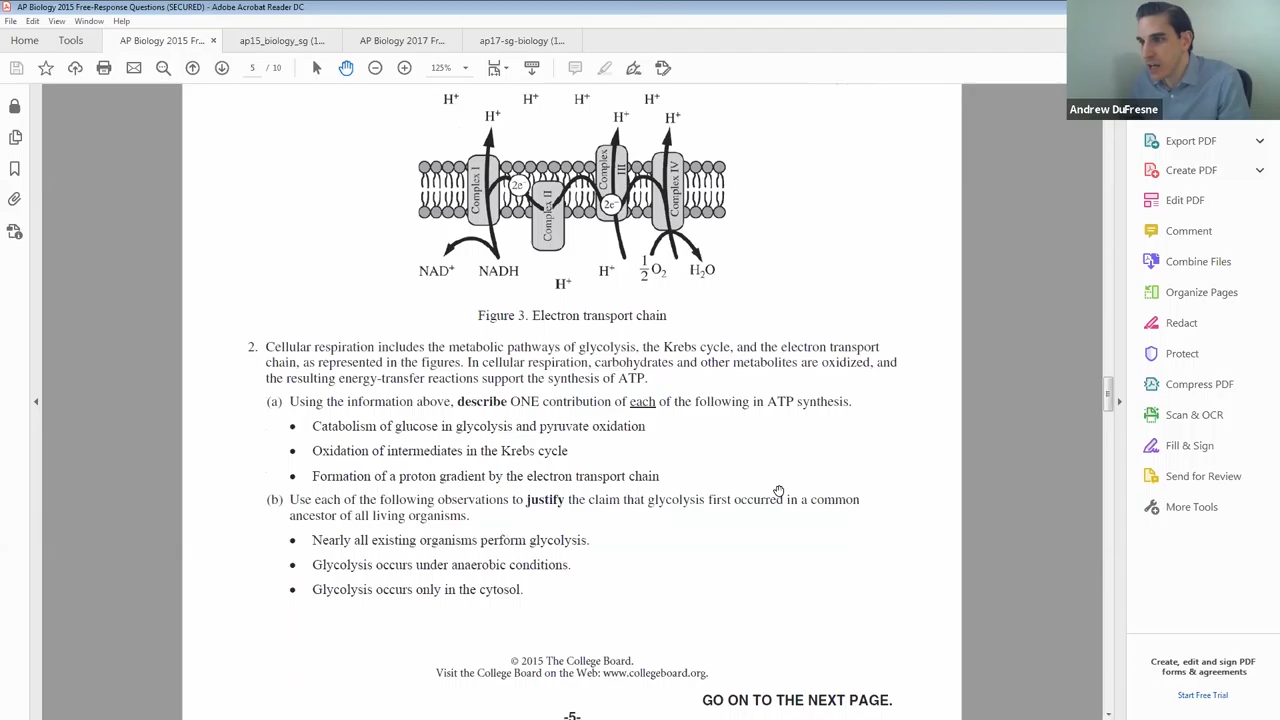 AP Biology 2015 Free-Response Questions (SECURED) - Adobe Acrobat Reader DC
File Edit View Window Help
Home Tools AP Biology 2015 Fr... × ap15_biology_sg (1... AP Biology 2017 Fr... ap17-sg-biology (1...
5 / 10 125%
Andrew DuFresne
H+ H+ H+ H+
H+ H+ H+
Complex I 2e- Complex II Complex III 2e- Complex IV
NAD+ NADH H+ H+ 1/2 O2 H2O
Figure 3. Electron transport chain
2. Cellular respiration includes the metabolic pathways of glycolysis, the Krebs cycle, and the electron transport
chain, as represented in the figures. In cellular respiration, carbohydrates and other metabolites are oxidized, and
the resulting energy-transfer reactions support the synthesis of ATP.
(a) Using the information above, describe ONE contribution of each of the following in ATP synthesis.
• Catabolism of glucose in glycolysis and pyruvate oxidation
• Oxidation of intermediates in the Krebs cycle
• Formation of a proton gradient by the electron transport chain
(b) Use each of the following observations to justify the claim that glycolysis first occurred in a common
ancestor of all living organisms.
• Nearly all existing organisms perform glycolysis.
• Glycolysis occurs under anaerobic conditions.
• Glycolysis occurs only in the cytosol.
© 2015 The College Board.
Visit the College Board on the Web: www.collegeboard.org.
GO ON TO THE NEXT PAGE.
-5-
Export PDF
Create PDF
Edit PDF
Comment
Combine Files
Organize Pages
Redact
Protect
Compress PDF
Scan & OCR
Fill & Sign
Send for Review
More Tools
Create, edit and sign PDF
forms & agreements
Start Free Trial